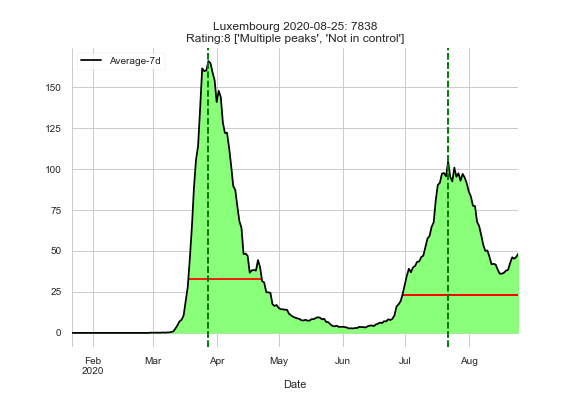 Luxembourg 2020-08-25: 7838
Rating:8 ['Multiple peaks', 'Not in control']
Average-7d
150
125
100
75
50
25
0
Feb
2020
Mar
Apr
May
Jun
Jul
Aug
Date